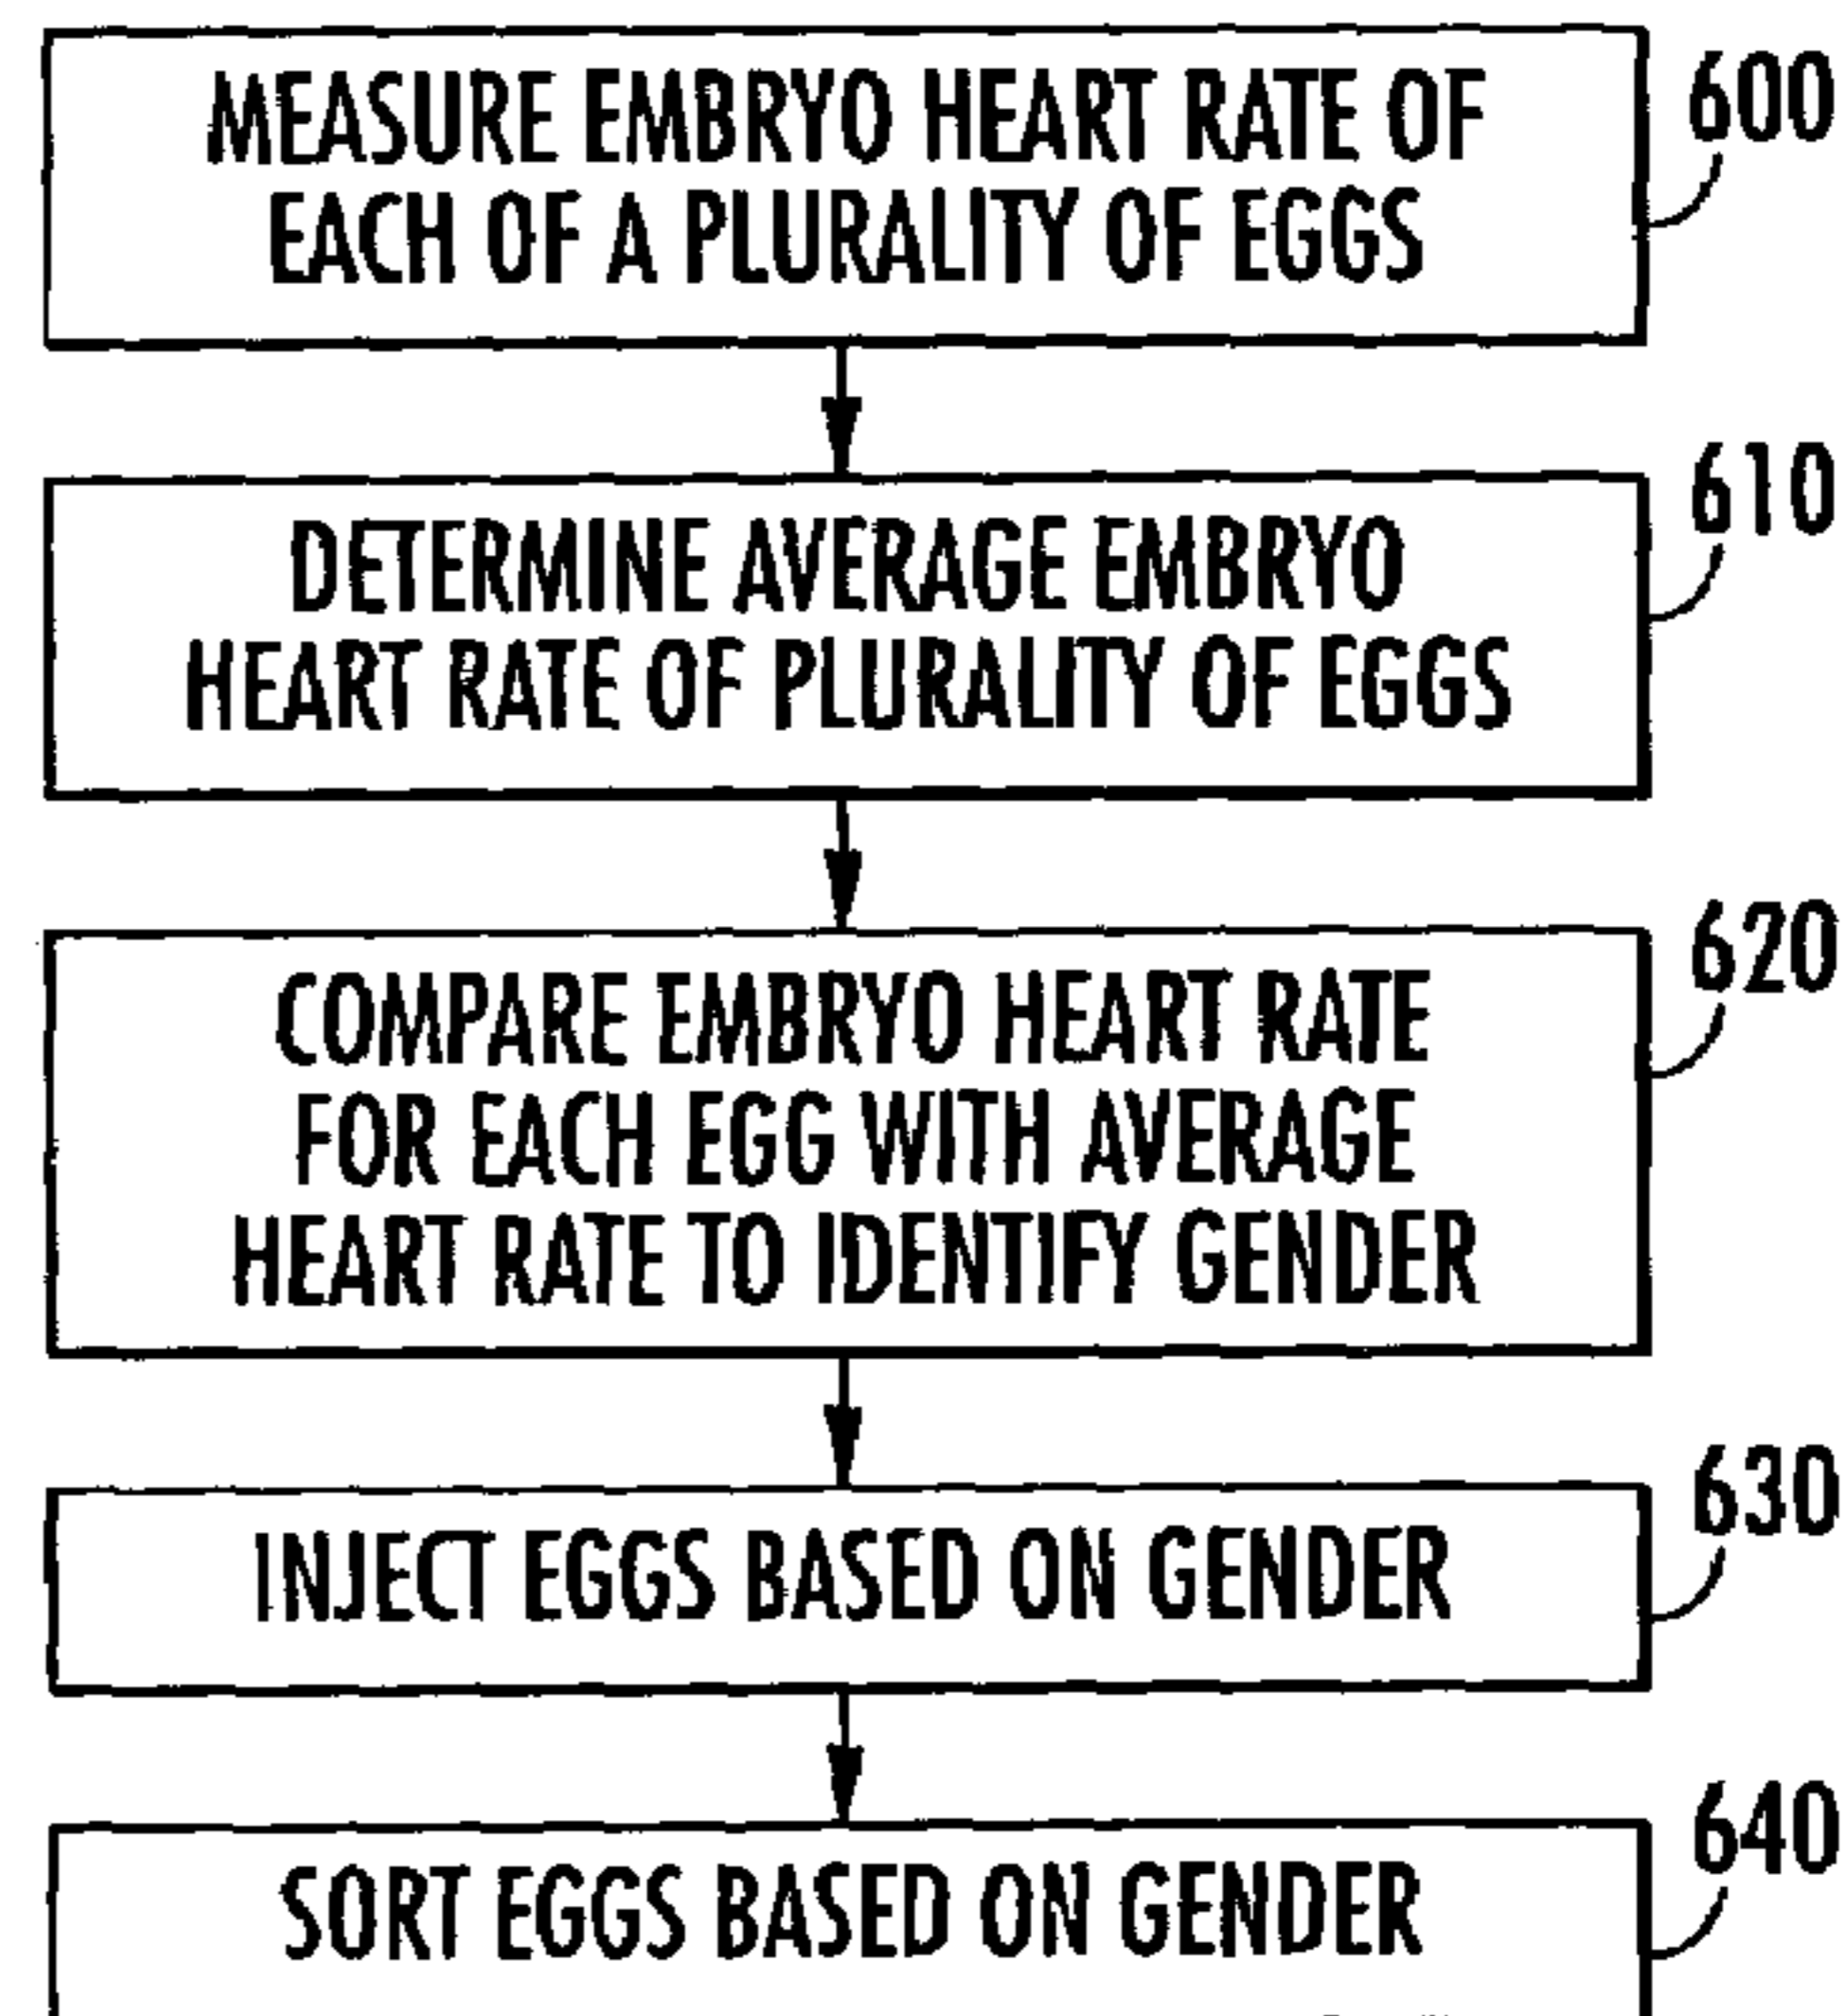 MEASURE EMBRYO HEART RATE OF
EACH OF A PLURALITY OF EGGS
600
DETERMINE AVERAGE EMBRYO
HEART RATE OF PLURALITY OF EGGS
610
COMPARE EMBRYO HEART RATE
FOR EACH EGG WITH AVERAGE
HEART RATE TO IDENTIFY GENDER
620
INJECT EGGS BASED ON GENDER
630
SORT EGGS BASED ON GENDER
640